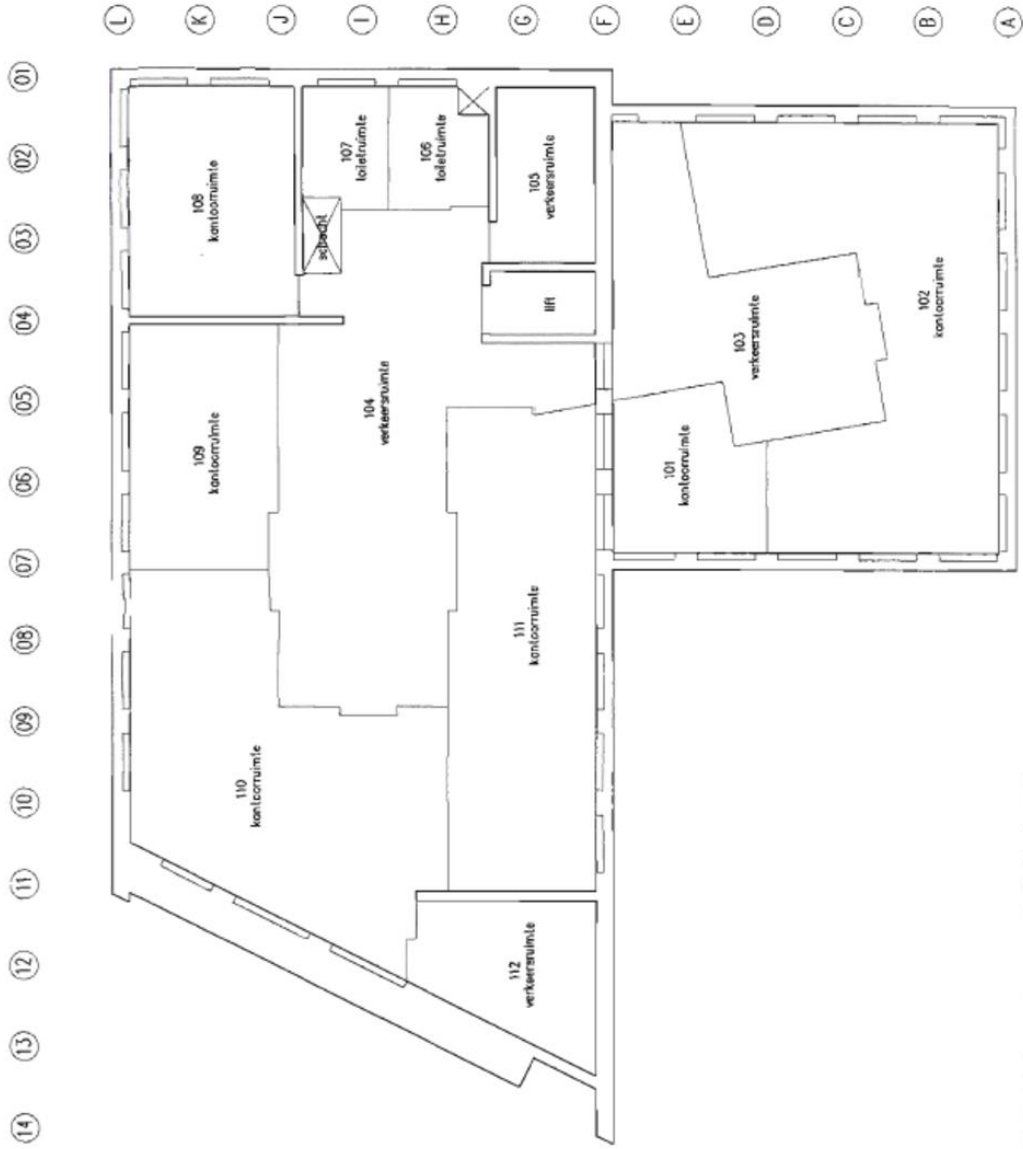 L
K
J
I
H
G
F
E
D
C
B
A
01
02
03
04
05
06
07
08
09
10
11
12
13
14
108
kantoorruimte
107
toiletruimte
106
toiletruimte
105
verkeersruimte
schacht
lift
104
verkeersruimte
109
kantoorruimte
103
verkeersruimte
102
kantoorruimte
101
kantoorruimte
111
kantoorruimte
110
kantoorruimte
112
verkeersruimte